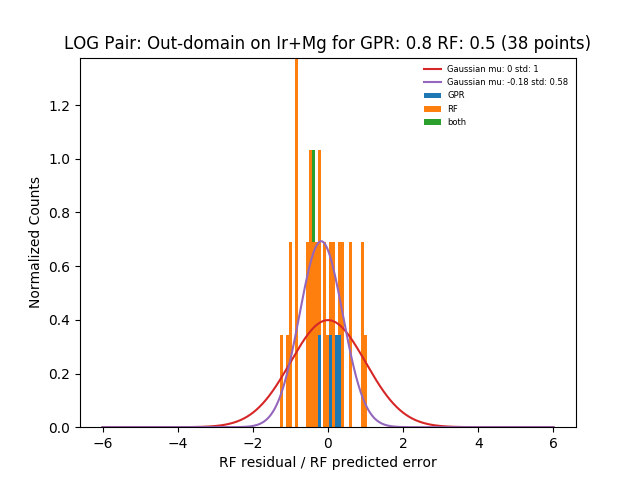 LOG Pair: Out-domain on Ir+Mg for GPR: 0.8 RF: 0.5 (38 points)
Gaussian mu: 0 std: 1
Gaussian mu: -0.18 std: 0.58
GPR
RF
both
Normalized Counts
1.2
1.0
0.8
0.6
0.4
0.2
0.0
−6 −4 −2 0 2 4 6
RF residual / RF predicted error